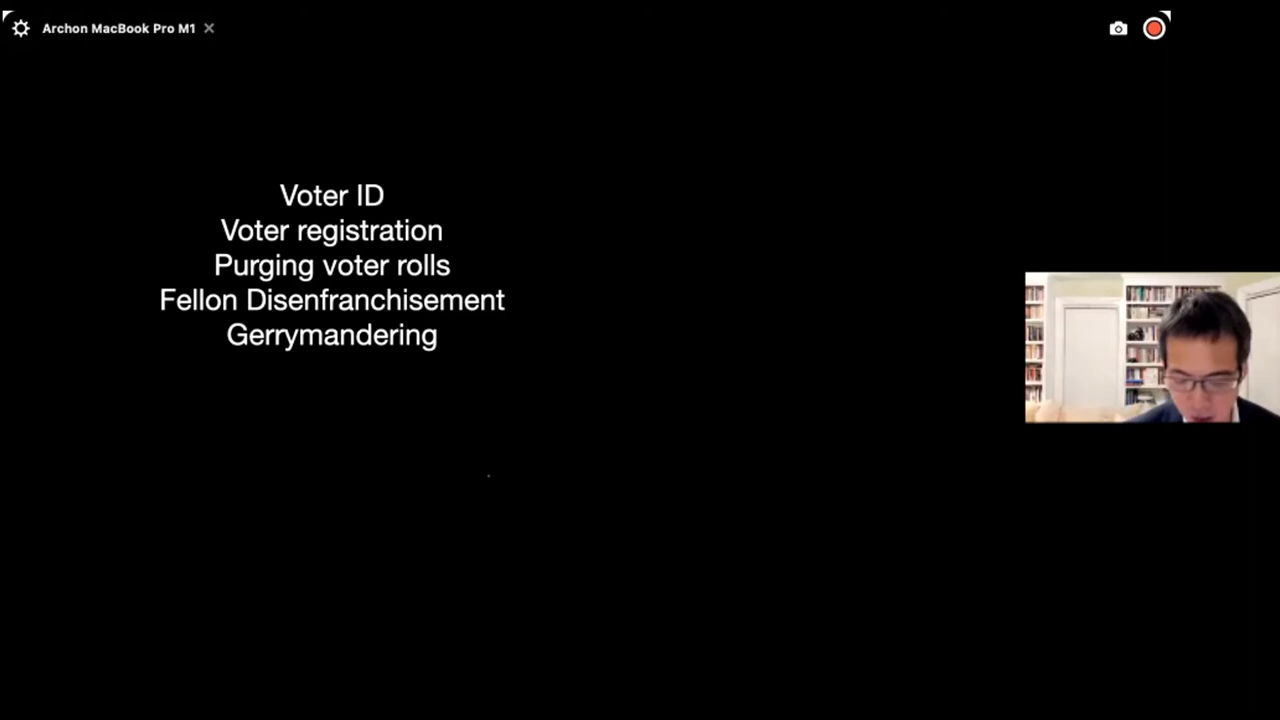 Archon MacBook Pro M1
Voter ID
Voter registration
Purging voter rolls
Fellon Disenfranchisement
Gerrymandering